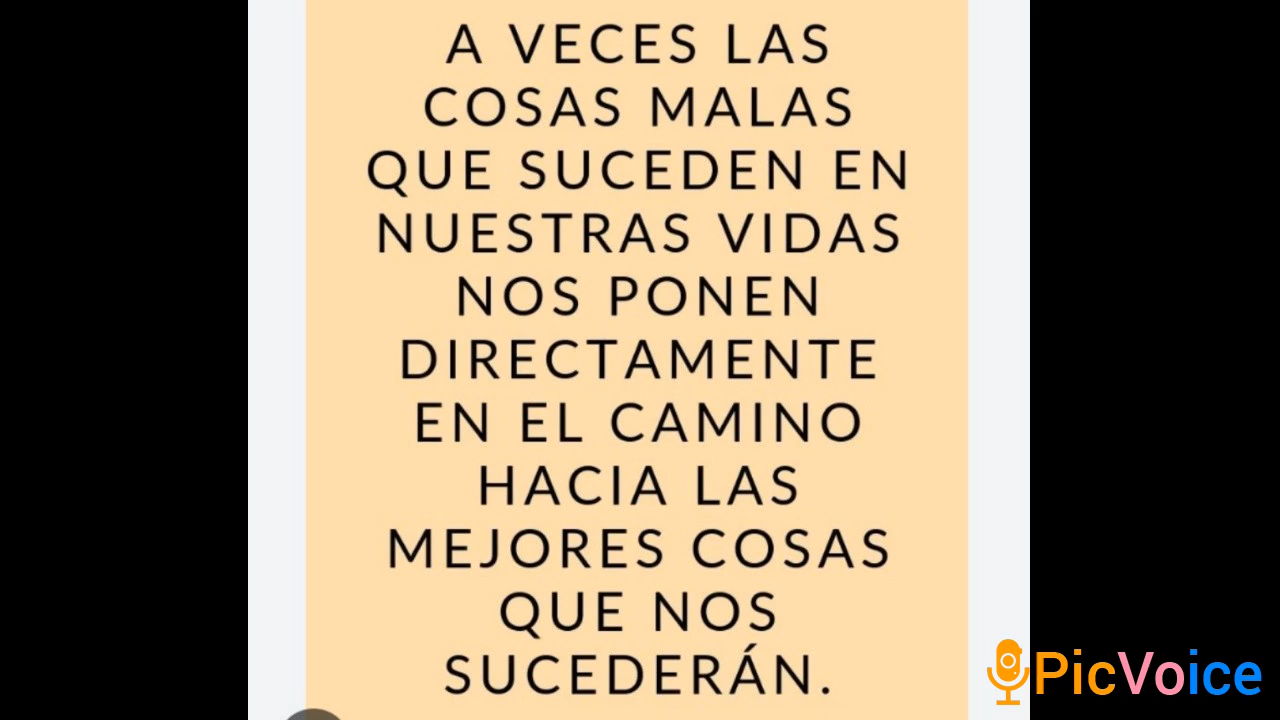 A VECES LAS
COSAS MALAS
QUE SUCEDEN EN
NUESTRAS VIDAS
NOS PONEN
DIRECTAMENTE
EN EL CAMINO
HACIA LAS
MEJORES COSAS
QUE NOS
SUCEDERÁN.
PicVoice